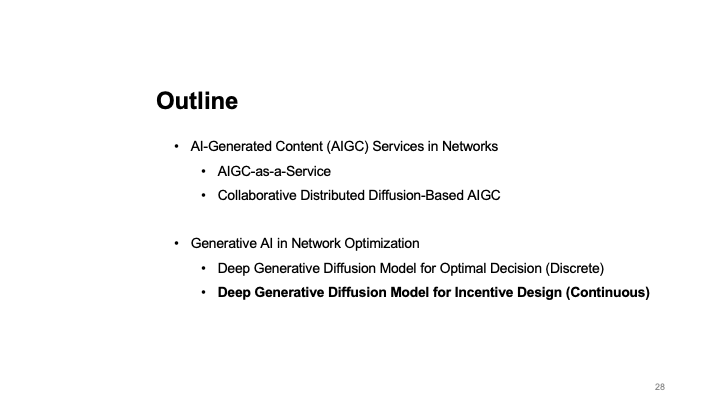 Outline
• AI-Generated Content (AIGC) Services in Networks
• AIGC-as-a-Service
• Collaborative Distributed Diffusion-Based AIGC
• Generative AI in Network Optimization
• Deep Generative Diffusion Model for Optimal Decision (Discrete)
• Deep Generative Diffusion Model for Incentive Design (Continuous)
28